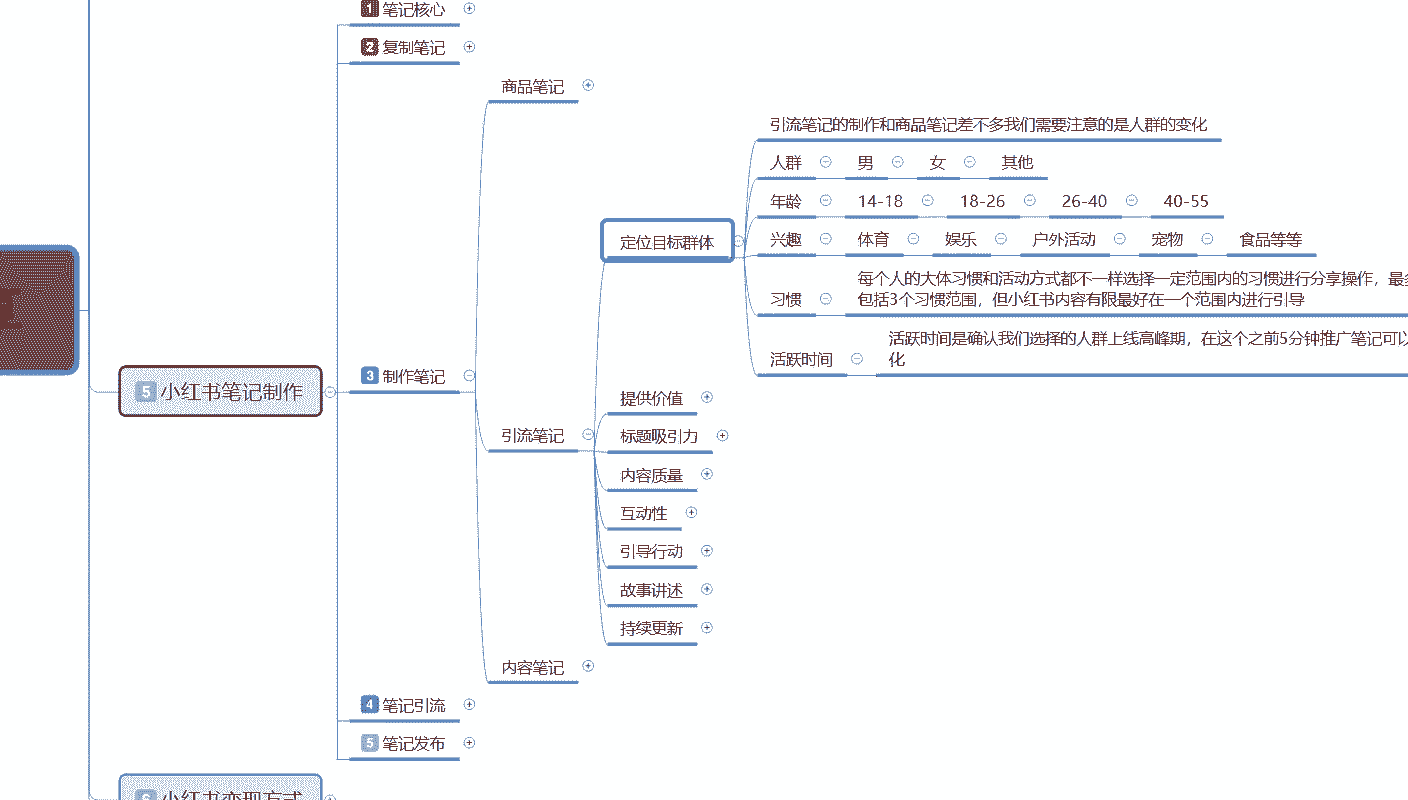 1 笔记核心
2 复制笔记
商品笔记
引流笔记的制作和商品笔记差不多我们需要注意的是人群的变化
人群 男 女 其他
年龄 14-18 18-26 26-40 40-55
定位目标群体
兴趣 体育 娱乐 户外活动 宠物 食品等等
每个人的大体习惯和活动方式都不一样选择一定范围内的习惯进行分享操作，最多
习惯
包括3个习惯范围，但小红书内容有限最好在一个范围内进行引导
活跃时间是确认我们选择的人群上线高峰期，在这个之前5分钟推广笔记可以
活跃时间
化
3 制作笔记
5 小红书笔记制作
提供价值
引流笔记
标题吸引力
内容质量
互动性
引导行动
故事讲述
持续更新
内容笔记
4 笔记引流
5 笔记发布
6 小红书变现方式